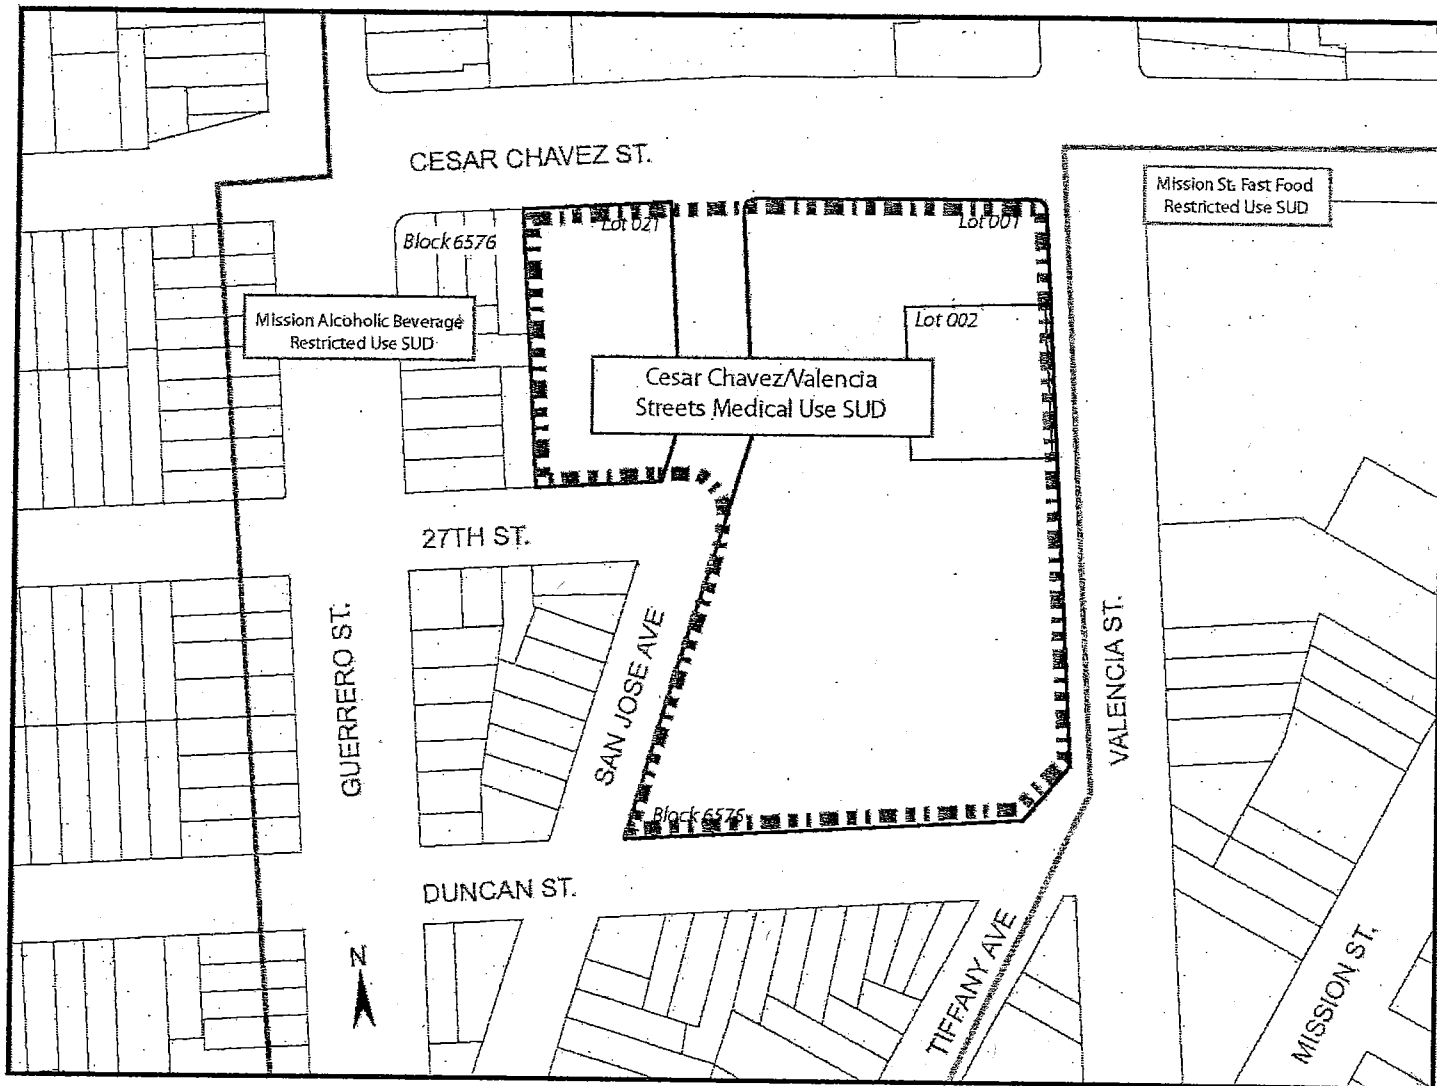 CESAR CHAVEZ ST.
Mission St. Fast Food
Restricted Use SUD
Lot 021
Lot 001
Block 6576
Mission Alcoholic Beverage
Restricted Use SUD
Lot 002
Cesar Chavez/Valencia
Streets Medical Use SUD
27TH ST.
GUERRERO ST.
SAN JOSE AVE
VALENCIA ST.
Block 6575
DUNCAN ST.
TIFFANY AVE
MISSION ST.
N